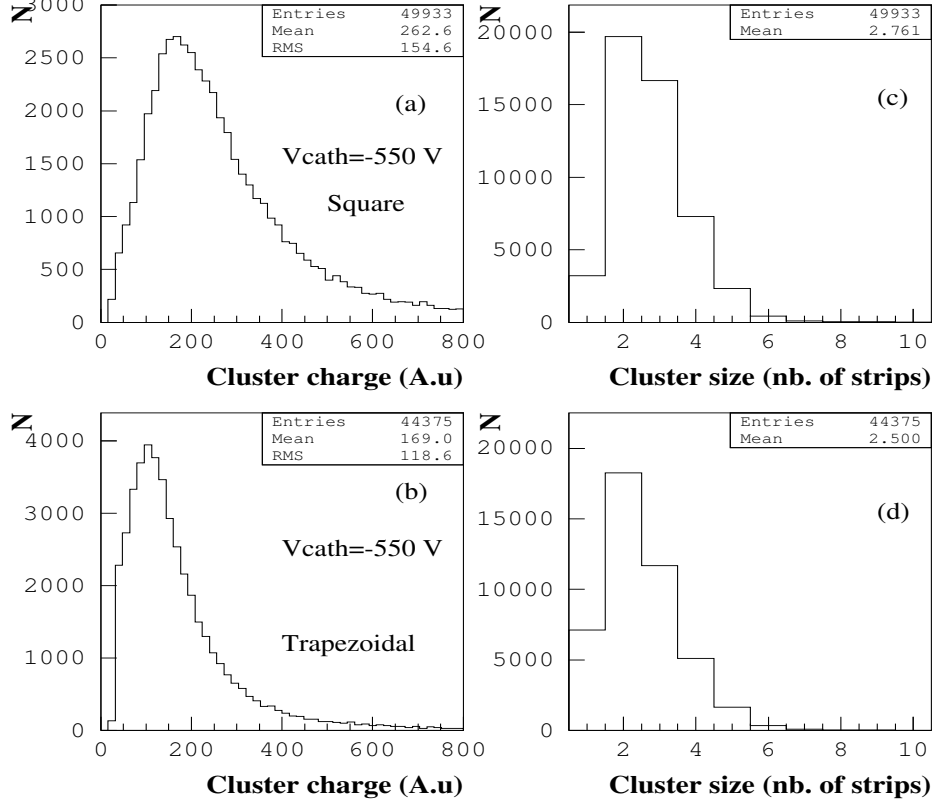 N
3000
2500
2000
1500
1000
500
0
Entries 49933
Mean 262.6
RMS 154.6
(a)
Vcath=-550 V
Square
0 200 400 600 800
Cluster charge (A.u)
N
20000
15000
10000
5000
0
Entries 49933
Mean 2.761
(c)
2 4 6 8 10
Cluster size (nb. of strips)
N
4000
3000
2000
1000
0
Entries 44375
Mean 169.0
RMS 118.6
(b)
Vcath=-550 V
Trapezoidal
0 200 400 600 800
Cluster charge (A.u)
N
20000
15000
10000
5000
0
Entries 44375
Mean 2.500
(d)
2 4 6 8 10
Cluster size (nb. of strips)